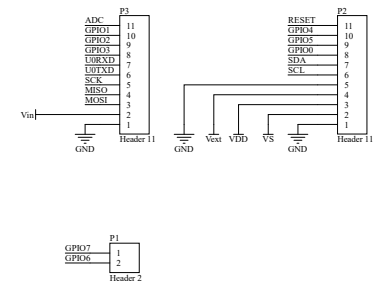 P3
ADC 11
GPIO1 10
GPIO2 9
GPIO3 8
U0RXD 7
U0TXD 6
SCK 5
MISO 4
MOSI 3
Vin 2
1
GND
Header 11
P2
RESET 11
GPIO4 10
GPIO5 9
GPIO0 8
SDA 7
SCL 6
5
4
3
2
1
GND Vext VDD VS GND
Header 11
P1
GPIO7 1
GPIO6 2
Header 2